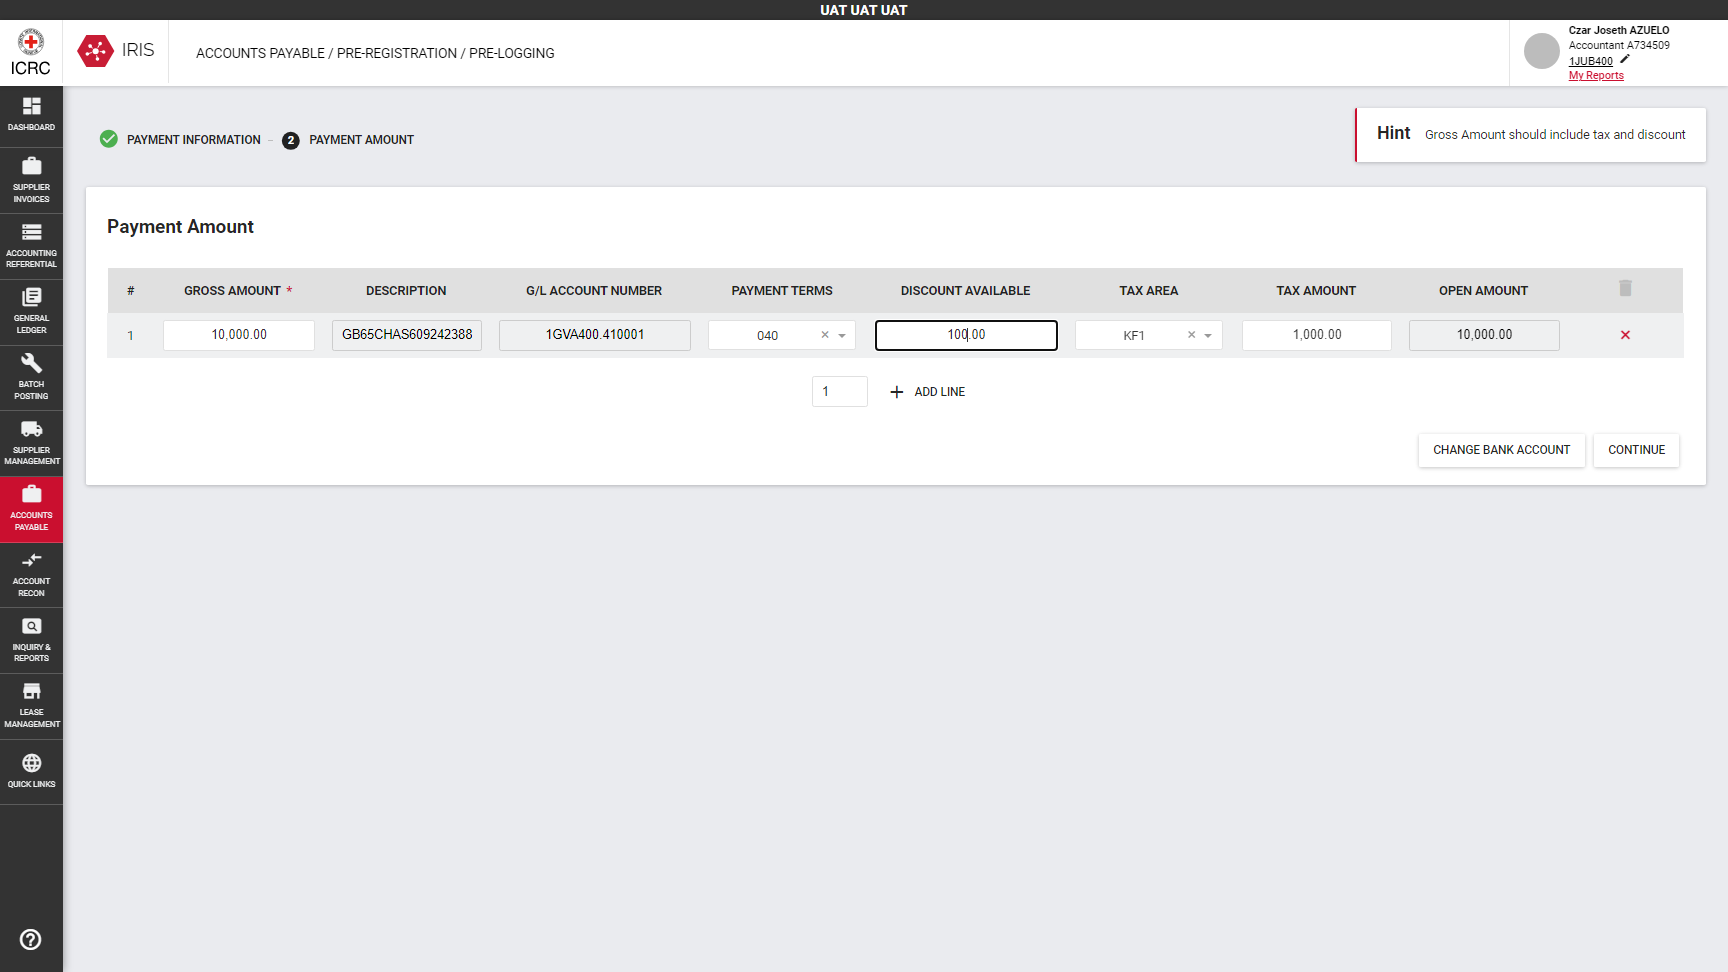 UAT UAT UAT
ICRC
IRIS
ACCOUNTS PAYABLE / PRE-REGISTRATION / PRE-LOGGING
Czar Joseth AZUELO
Accountant A734509
1JUB400
My Reports
DASHBOARD
SUPPLIER
INVOICES
ACCOUNTING
REFERENTIAL
GENERAL
LEDGER
BATCH
POSTING
SUPPLIER
MANAGEMENT
ACCOUNTS
PAYABLE
ACCOUNT
RECON
INQUIRY &
REPORTS
LEASE
MANAGEMENT
QUICK LINKS
PAYMENT INFORMATION – 2 PAYMENT AMOUNT
Hint Gross Amount should include tax and discount
Payment Amount
# GROSS AMOUNT * DESCRIPTION G/L ACCOUNT NUMBER PAYMENT TERMS DISCOUNT AVAILABLE TAX AREA TAX AMOUNT OPEN AMOUNT
1 10,000.00 GB65CHAS609242388 1GVA400.410001 040 × 100.00 KF1 × 1,000.00 10,000.00 ×
1 + ADD LINE
CHANGE BANK ACCOUNT CONTINUE